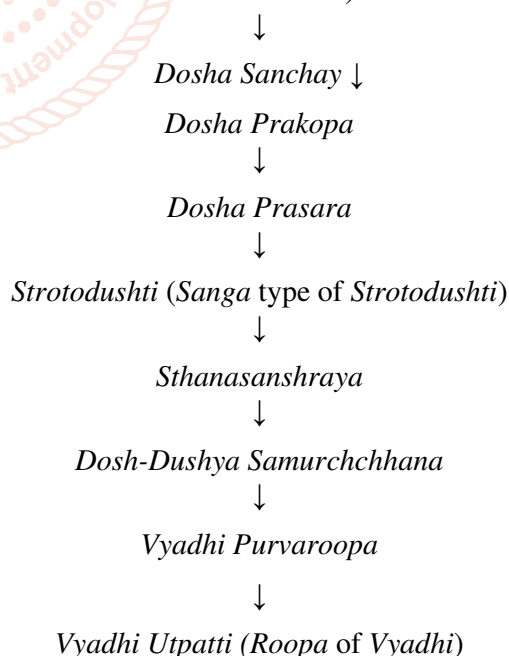 ↓
Dosha Sanchay ↓
Dosha Prakopa
↓
Dosha Prasara
↓
Strotodushti (Sanga type of Strotodushti)
↓
Sthanasanshraya
↓
Dosh-Dushya Samurchchhana
↓
Vyadhi Purvaroopa
↓
Vyadhi Utpatti (Roopa of Vyadhi)